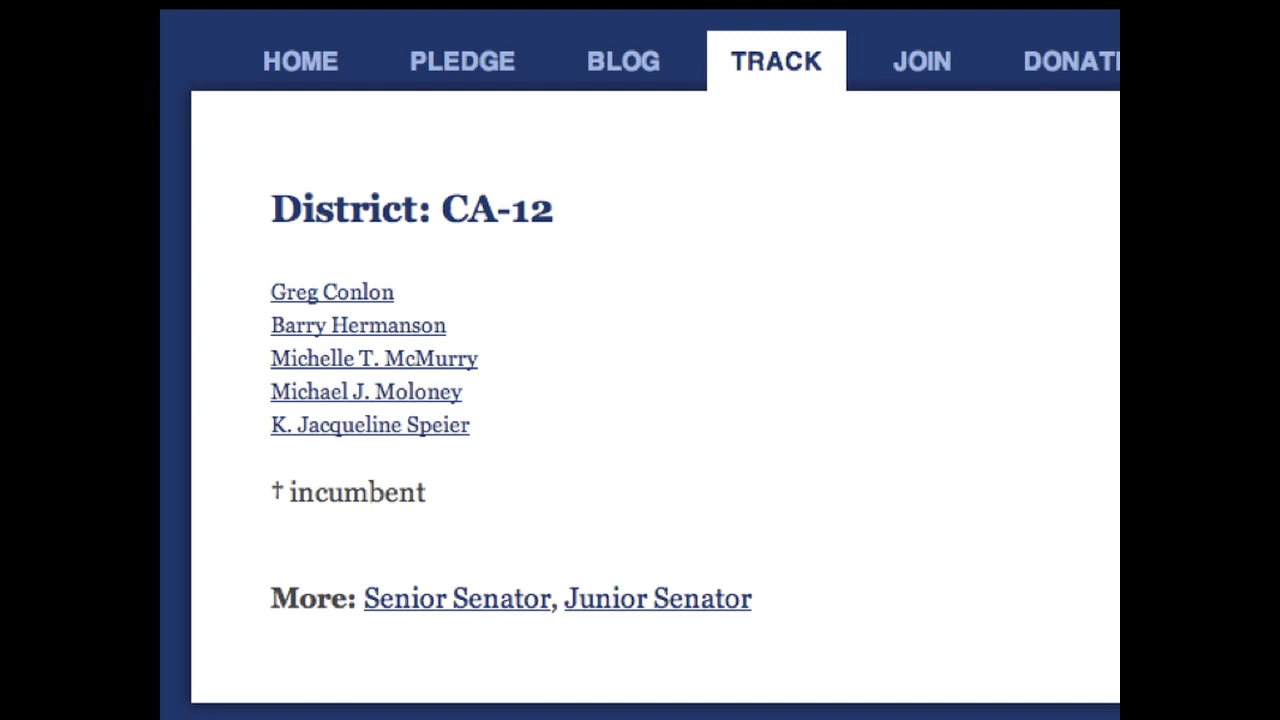 HOME PLEDGE BLOG TRACK JOIN DONATE
District: CA-12
Greg Conlon
Barry Hermanson
Michelle T. McMurry
Michael J. Moloney
K. Jacqueline Speier
† incumbent
More: Senior Senator, Junior Senator